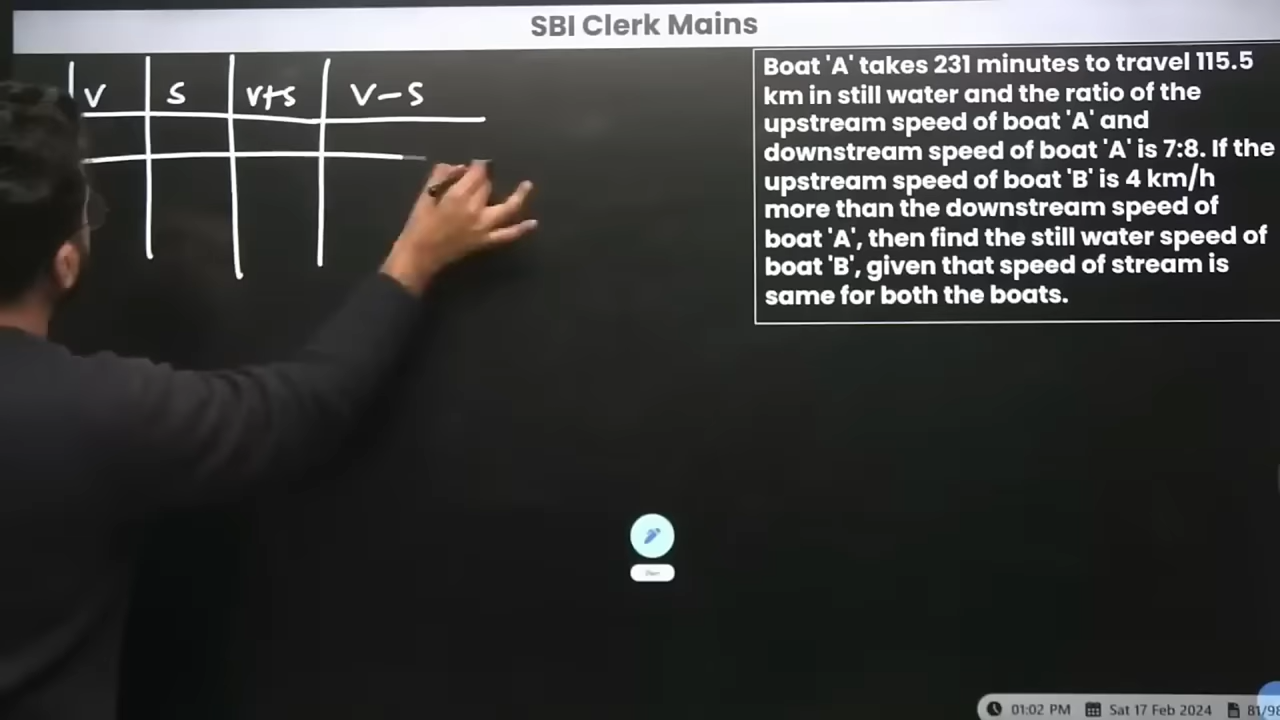 SBI Clerk Mains
V S V+S V-S
Boat 'A' takes 231 minutes to travel 115.5
km in still water and the ratio of the
upstream speed of boat 'A' and
downstream speed of boat 'A' is 7:8. If the
upstream speed of boat 'B' is 4 km/h
more than the downstream speed of
boat 'A', then find the still water speed of
boat 'B', given that speed of stream is
same for both the boats.
01:02 PM Sat 17 Feb 2024 81/98